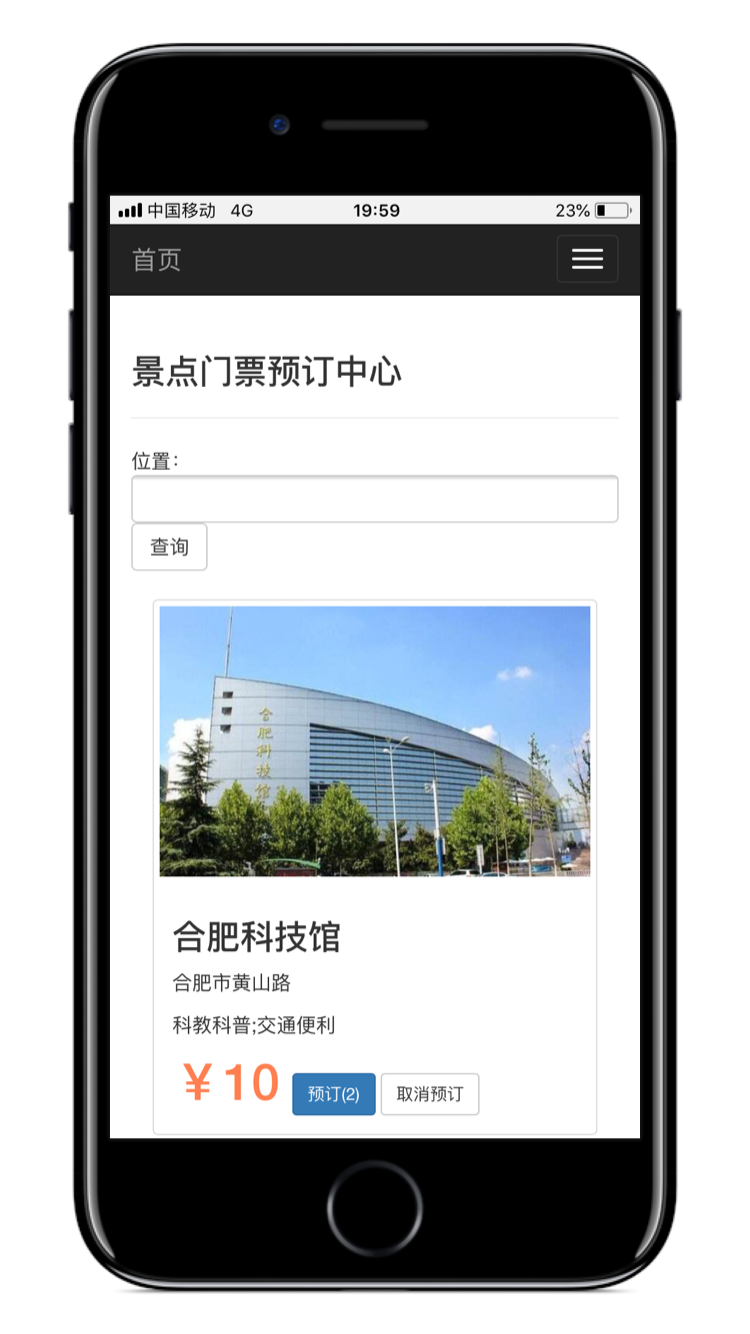 中国移动 4G 19:59 23%
首页
景点门票预订中心
位置：
查询
合肥科技馆
合肥科技馆
合肥市黄山路
科教科普;交通便利
￥10 预订(2) 取消预订